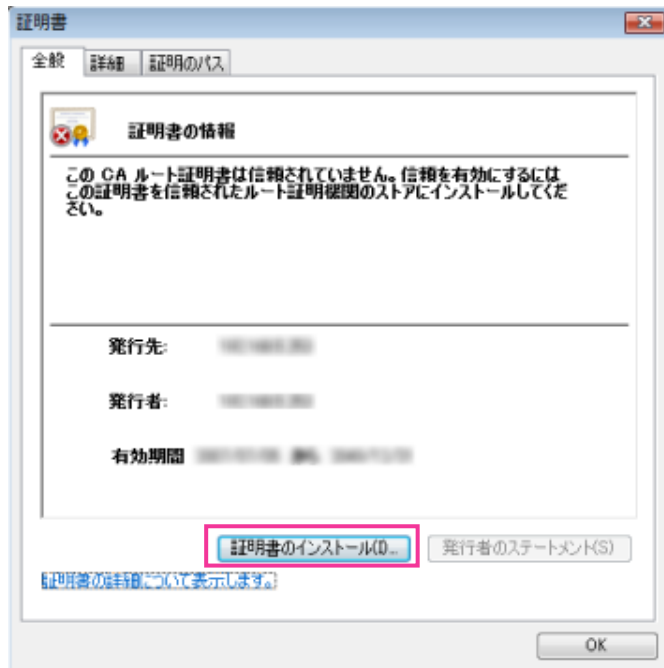 証明書
全般 詳細 証明のパス
証明書の情報
この CA ルート証明書は信頼されていません。信頼を有効にするには
この証明書を信頼されたルート証明機関のストアにインストールしてくだ
さい。
発行先:
発行者:
有効期間 から
証明書のインストール(I)... 発行者のステートメント(S)
証明書の詳細について表示します。
OK